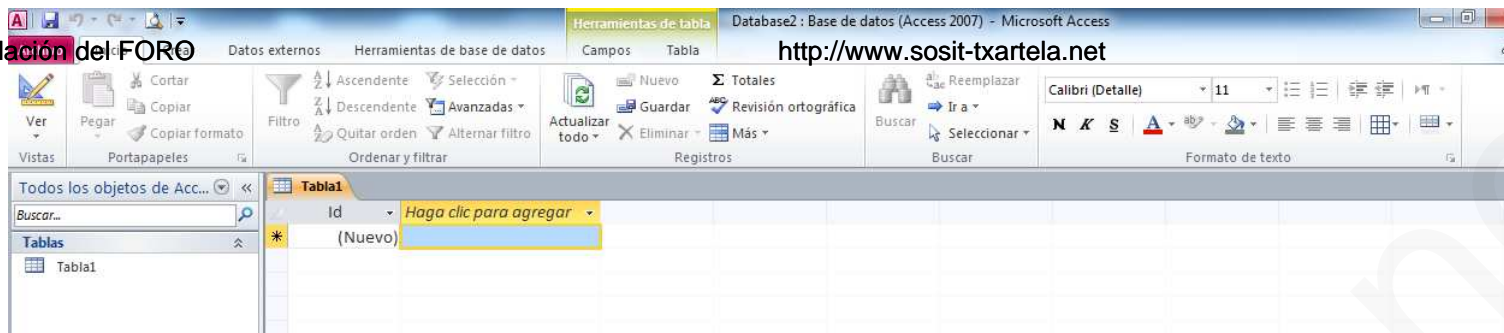 A Herramientas de tabla Database2 : Base de datos (Access 2007) - Microsoft Access
lación del FORO Datos externos Herramientas de base de datos Campos Tabla http://www.sosit-txartela.net
Cortar Ascendente Selección Nuevo Σ Totales Reemplazar Calibri (Detalle) 11
Copiar Descendente Avanzadas Guardar Revisión ortográfica Ir a
Ver Pegar Copiar formato Filtro Quitar orden Alternar filtro Actualizar todo Eliminar Más Buscar Seleccionar N K S A
Vistas Portapapeles Ordenar y filtrar Registros Buscar Formato de texto
Todos los objetos de Acc... « Tabla1
Buscar... Id Haga clic para agregar
Tablas (Nuevo)
Tabla1